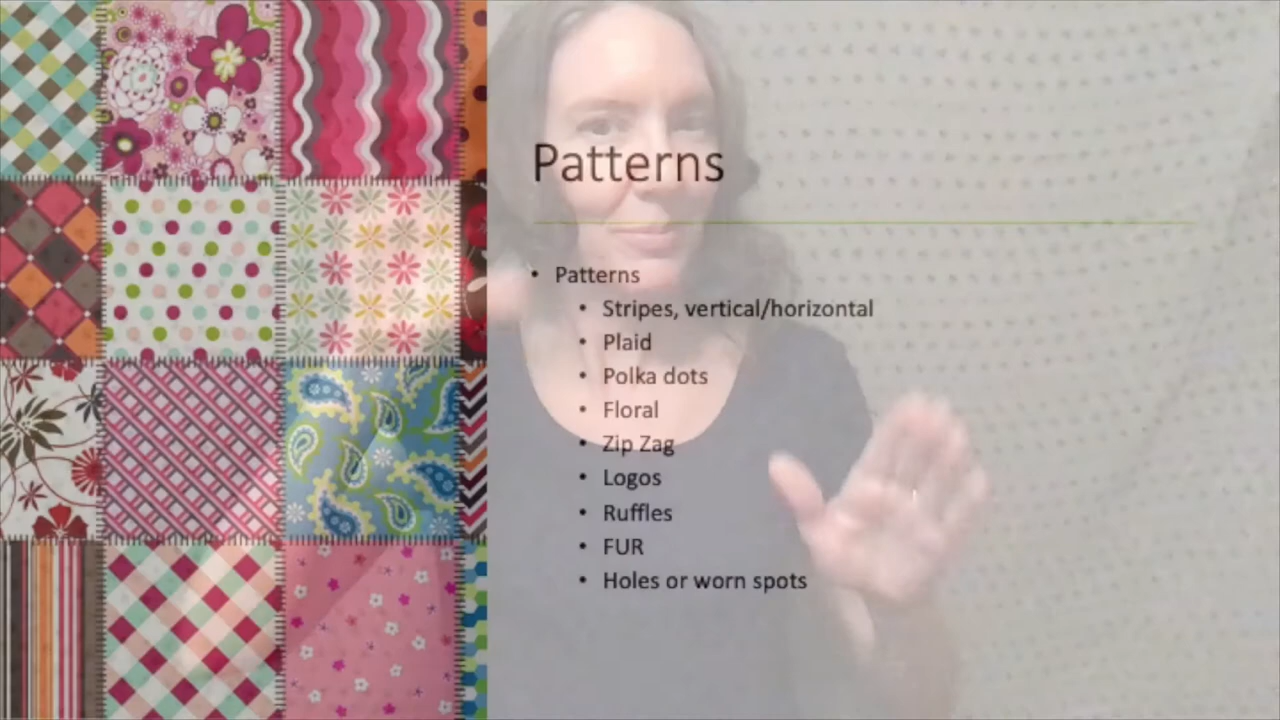 Patterns
• Patterns
• Stripes, vertical/horizontal
• Plaid
• Polka dots
• Floral
• Zip Zag
• Logos
• Ruffles
• FUR
• Holes or worn spots